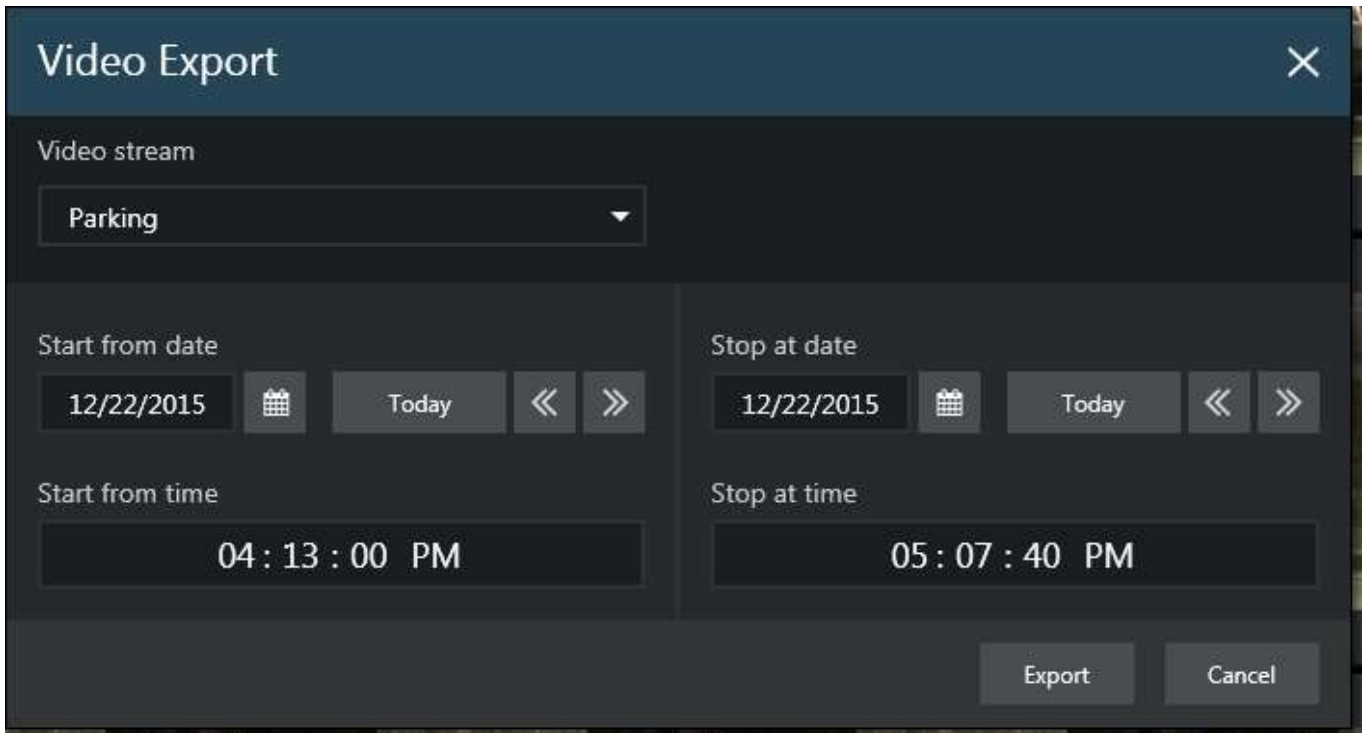 Video Export
Video stream
Parking
Start from date
12/22/2015 Today
Start from time
04 : 13 : 00 PM
Stop at date
12/22/2015 Today
Stop at time
05 : 07 : 40 PM
Export Cancel